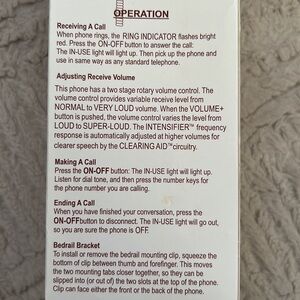 OPERATION
Receiving A Call
When phone rings, the RING INDICATOR flashes bright
red. Press the ON-OFF button to answer the call:
The IN-USE light will light up. Then pick up the phone and
use in same way as any standard telephone.
Adjusting Receive Volume
This phone has a two stage rotary volume control. The
volume control provides variable receive level from
NORMAL to VERY LOUD volume. When the VOLUME+
button is pushed, the volume control varies the level from
LOUD to SUPER-LOUD. The INTENSIFIER™ frequency
response is automatically adjusted at higher volumes for
clearer speech by the CLEARING AID™ circuitry.
Making A Call
Press the ON-OFF button: The IN-USE light will light up.
Listen for dial tone, and then press the number keys for
the phone number you are calling.
Ending A Call
When you have finished your conversation, press the
ON-OFF button to disconnect. The IN-USE light will go out,
so you are sure the phone is OFF.
Bedrail Bracket
To install or remove the bedrail mounting clip, squeeze the
bottom of clip between thumb and forefinger. This moves
the two mounting tabs closer together, so they can be
slipped into (or out of) the two slots at the top of the phone.
Clip can face either the front or the back of the phone.